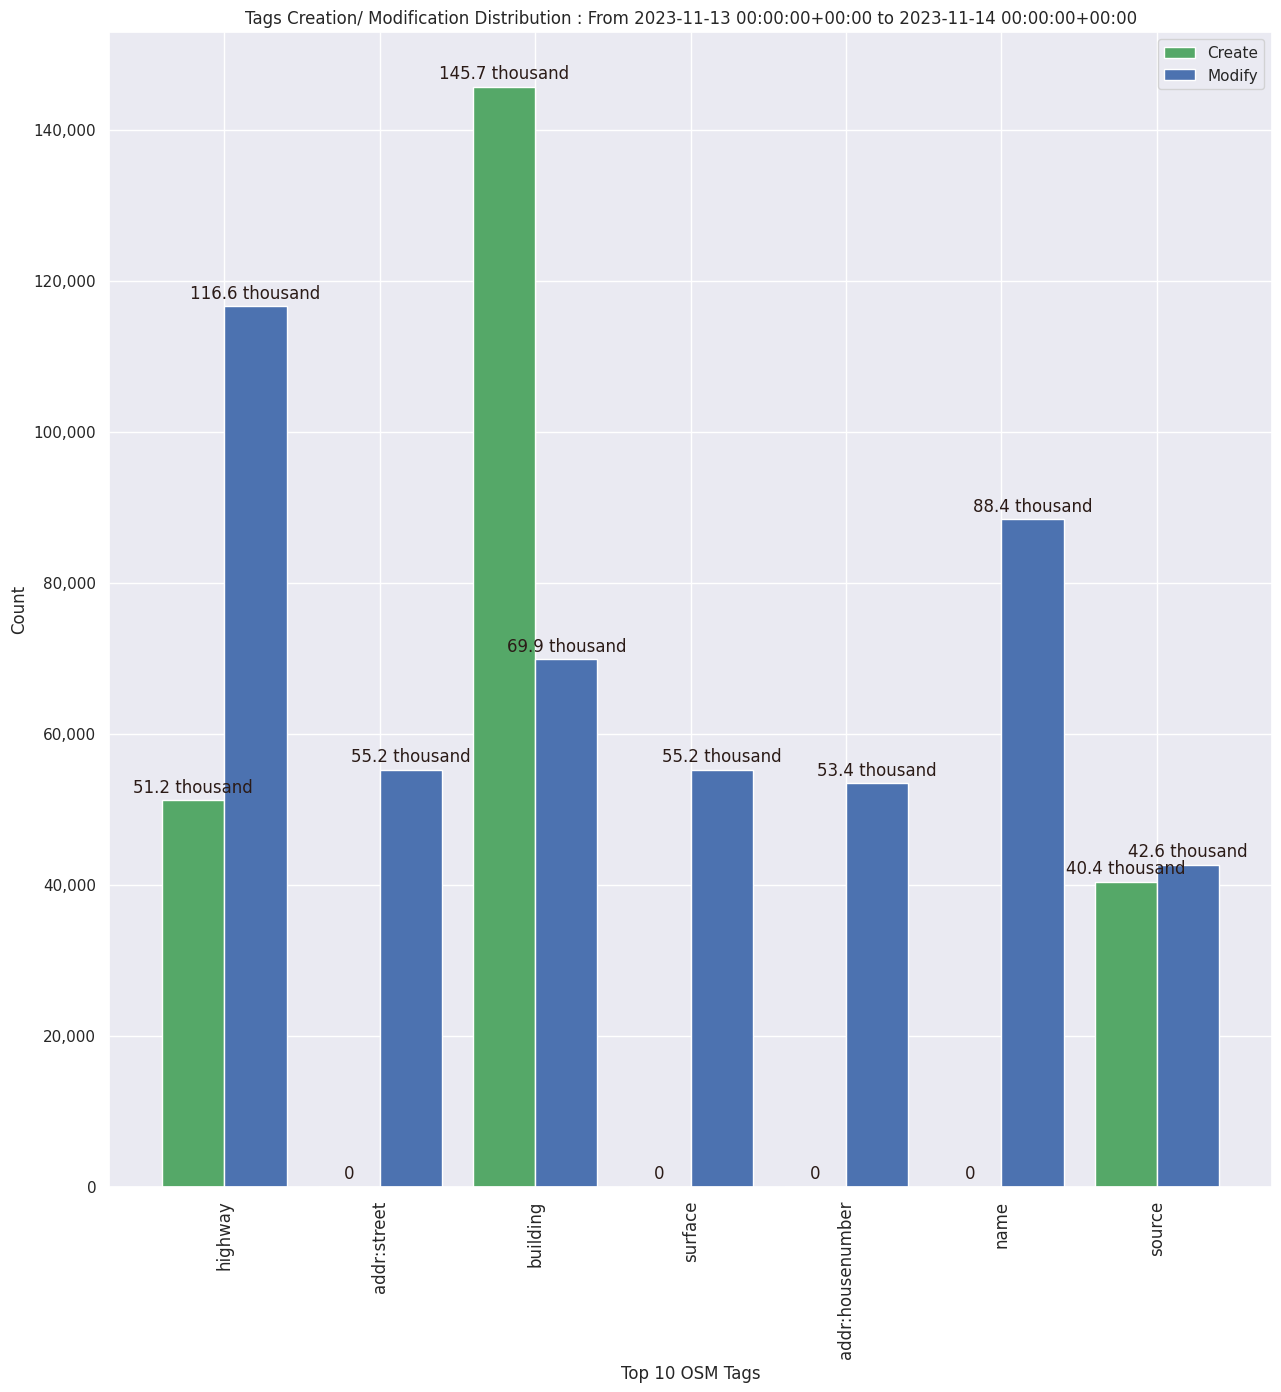 Tags Creation/ Modification Distribution : From 2023-11-13 00:00:00+00:00 to 2023-11-14 00:00:00+00:00
Create
Modify
145.7 thousand
140,000
116.6 thousand
120,000
100,000
88.4 thousand
80,000
Count
69.9 thousand
60,000
55.2 thousand
55.2 thousand
53.4 thousand
51.2 thousand
42.6 thousand
40.4 thousand
40,000
20,000
0
0
0
0
0
highway
addr:street
building
surface
addr:housenumber
name
source
Top 10 OSM Tags